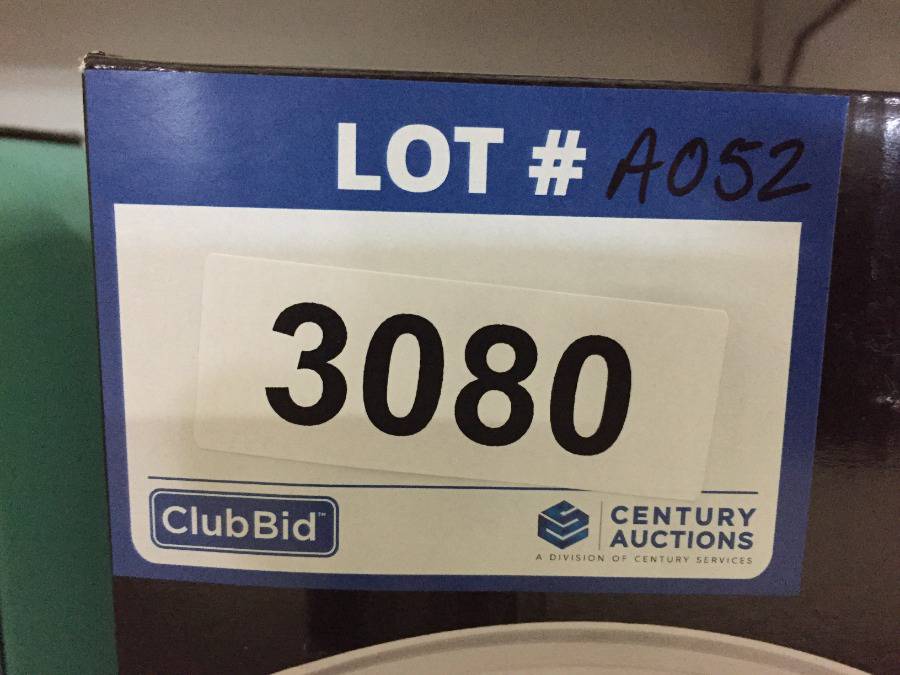 LOT # A052
3080
ClubBid™
CENTURY
AUCTIONS
A DIVISION OF CENTURY SERVICES